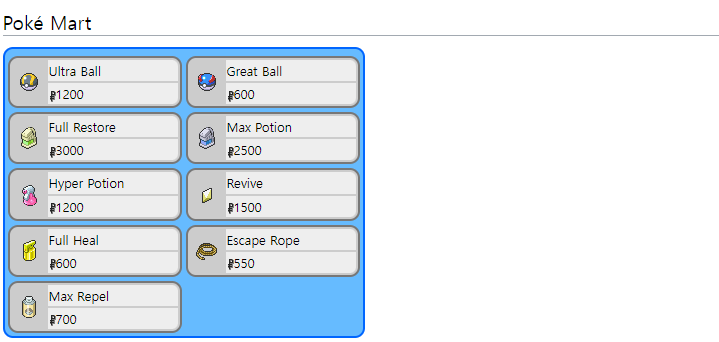 Poké Mart
Ultra Ball
₽1200
Great Ball
₽600
Full Restore
₽3000
Max Potion
₽2500
Hyper Potion
₽1200
Revive
₽1500
Full Heal
₽600
Escape Rope
₽550
Max Repel
₽700